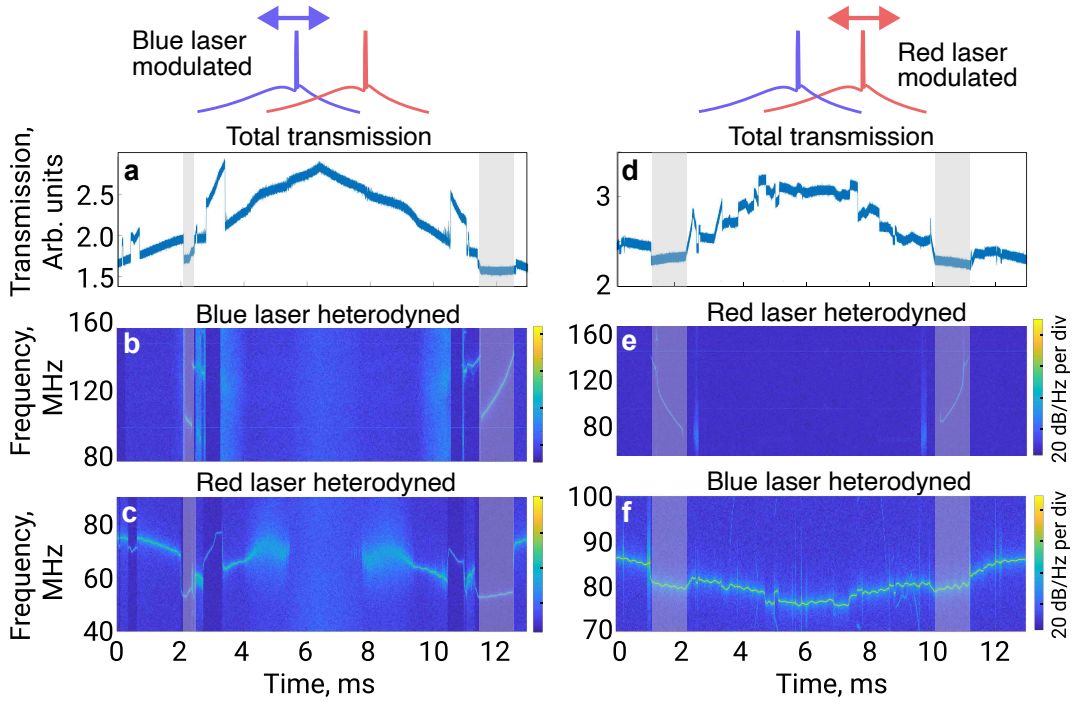 Blue laser
modulated
Red laser
modulated
Total transmission
Total transmission
a
d
Transmission,
Arb. units
2.5
2.0
1.5
3
2
Blue laser heterodyned
Red laser heterodyned
b
e
Frequency,
MHz
160
120
80
160
120
80
20 dB/Hz per div
Red laser heterodyned
Blue laser heterodyned
c
f
Frequency,
MHz
80
60
40
100
90
80
70
20 dB/Hz per div
0 2 4 6 8 10 12
0 2 4 6 8 10 12
Time, ms
Time, ms